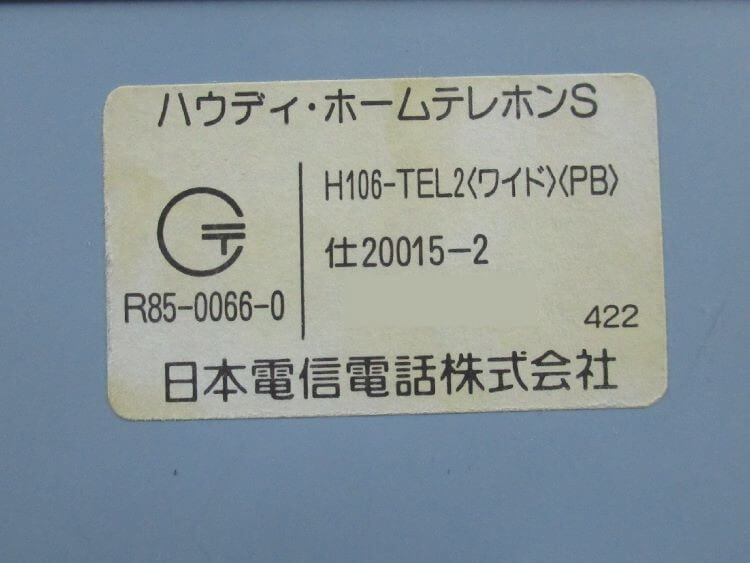 ハウディ・ホームテレホンS
H106-TEL2〈ワイド〉〈PB〉
仕20015-2
R85-0066-0
422
日本電信電話株式会社